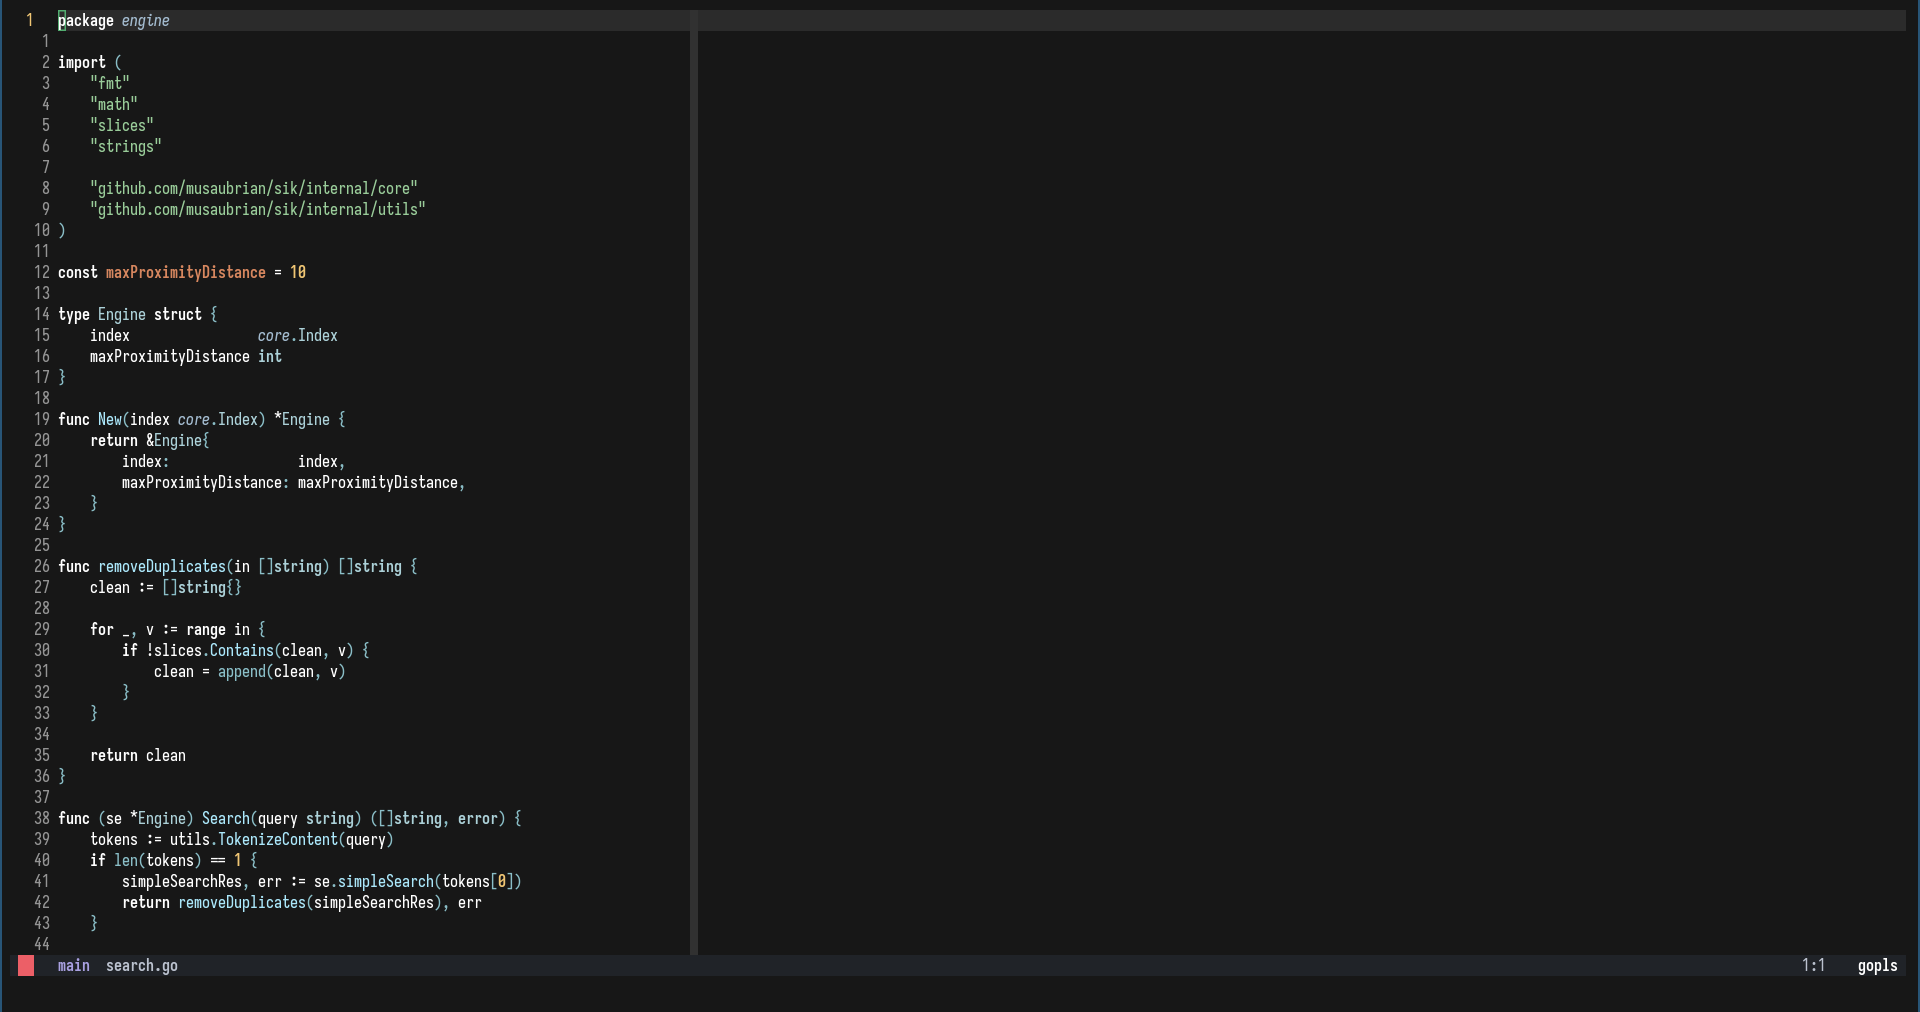 1 package engine
1
2 import (
3     "fmt"
4     "math"
5     "slices"
6     "strings"
7
8     "github.com/musaubrian/sik/internal/core"
9     "github.com/musaubrian/sik/internal/utils"
10 )
11
12 const maxProximityDistance = 10
13
14 type Engine struct {
15     index                core.Index
16     maxProximityDistance int
17 }
18
19 func New(index core.Index) *Engine {
20     return &Engine{
21         index:                index,
22         maxProximityDistance: maxProximityDistance,
23     }
24 }
25
26 func removeDuplicates(in []string) []string {
27     clean := []string{}
28
29     for _, v := range in {
30         if !slices.Contains(clean, v) {
31             clean = append(clean, v)
32         }
33     }
34
35     return clean
36 }
37
38 func (se *Engine) Search(query string) ([]string, error) {
39     tokens := utils.TokenizeContent(query)
40     if len(tokens) == 1 {
41         simpleSearchRes, err := se.simpleSearch(tokens[0])
42         return removeDuplicates(simpleSearchRes), err
43     }
44
main  search.go  1:1  gopls